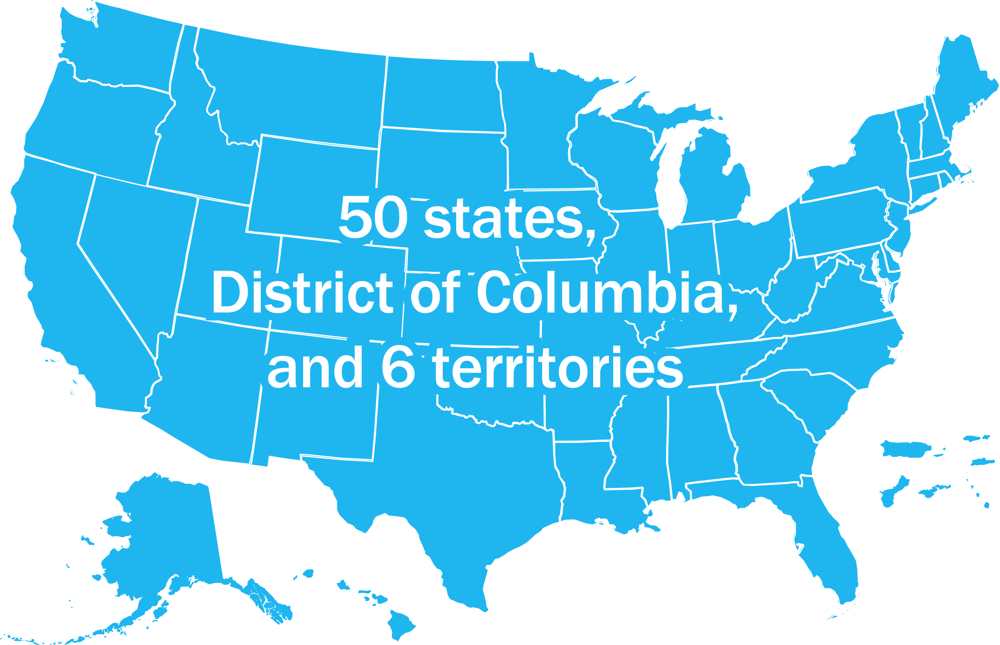 50 states,
District of Columbia,
and 6 territories